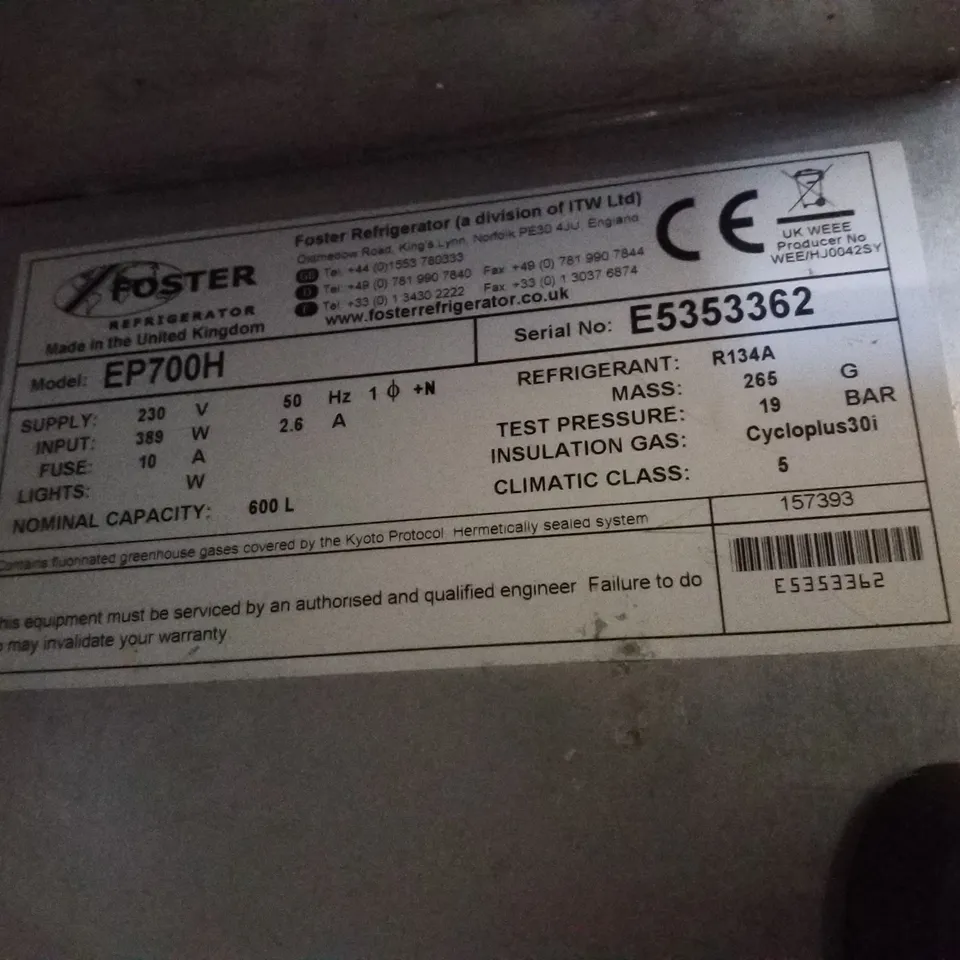 FOSTER
REFRIGERATOR
Made in the United Kingdom
Foster Refrigerator (a division of ITW Ltd)
Oldmedow Road, King's Lynn, Norfolk PE30 4JU, England
GB Tel +44 (0)1553 780333
D Tel +49 (0) 781 990 7840 Fax +49 (0) 781 990 7844
F Tel +33 (0) 1 3430 2222 Fax +33 (0) 1 3037 6874
www.fosterrefrigerator.co.uk
CE
UK WEEE
Producer No
WEE/HJ0042SY
Model: EP700H
Serial No: E5353362
SUPPLY: 230 V 50 Hz 1 ϕ +N
INPUT: 389 W 2.6 A
FUSE: 10 A
LIGHTS: W
NOMINAL CAPACITY: 600 L
REFRIGERANT: R134A
MASS: 265 G
TEST PRESSURE: 19 BAR
INSULATION GAS: Cycloplus30i
CLIMATIC CLASS: 5
Contains fluorinated greenhouse gases covered by the Kyoto Protocol Hermetically sealed system
157393
E5353362
his equipment must be serviced by an authorised and qualified engineer Failure to do
o may invalidate your warranty